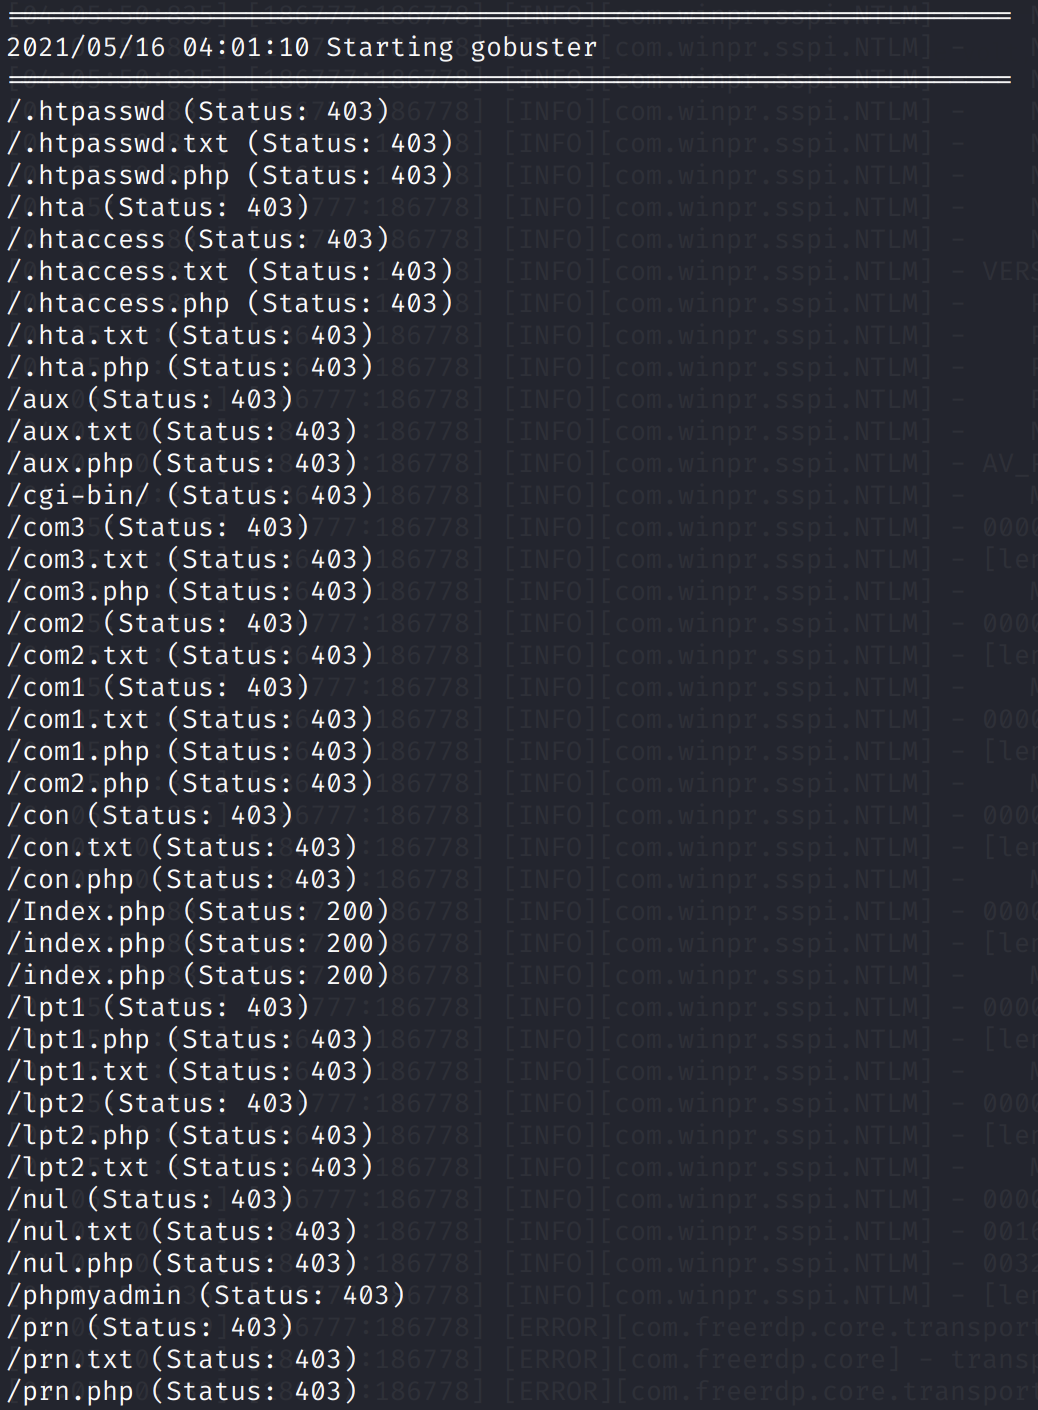 2021/05/16 04:01:10 Starting gobuster
/.htpasswd (Status: 403)
/.htpasswd.txt (Status: 403)
/.htpasswd.php (Status: 403)
/.hta (Status: 403)
/.htaccess (Status: 403)
/.htaccess.txt (Status: 403)
/.htaccess.php (Status: 403)
/.hta.txt (Status: 403)
/.hta.php (Status: 403)
/aux (Status: 403)
/aux.txt (Status: 403)
/aux.php (Status: 403)
/cgi-bin/ (Status: 403)
/com3 (Status: 403)
/com3.txt (Status: 403)
/com3.php (Status: 403)
/com2 (Status: 403)
/com2.txt (Status: 403)
/com1 (Status: 403)
/com1.txt (Status: 403)
/com1.php (Status: 403)
/com2.php (Status: 403)
/con (Status: 403)
/con.txt (Status: 403)
/con.php (Status: 403)
/Index.php (Status: 200)
/index.php (Status: 200)
/index.php (Status: 200)
/lpt1 (Status: 403)
/lpt1.php (Status: 403)
/lpt1.txt (Status: 403)
/lpt2 (Status: 403)
/lpt2.php (Status: 403)
/lpt2.txt (Status: 403)
/nul (Status: 403)
/nul.txt (Status: 403)
/nul.php (Status: 403)
/phpmyadmin (Status: 403)
/prn (Status: 403)
/prn.txt (Status: 403)
/prn.php (Status: 403)